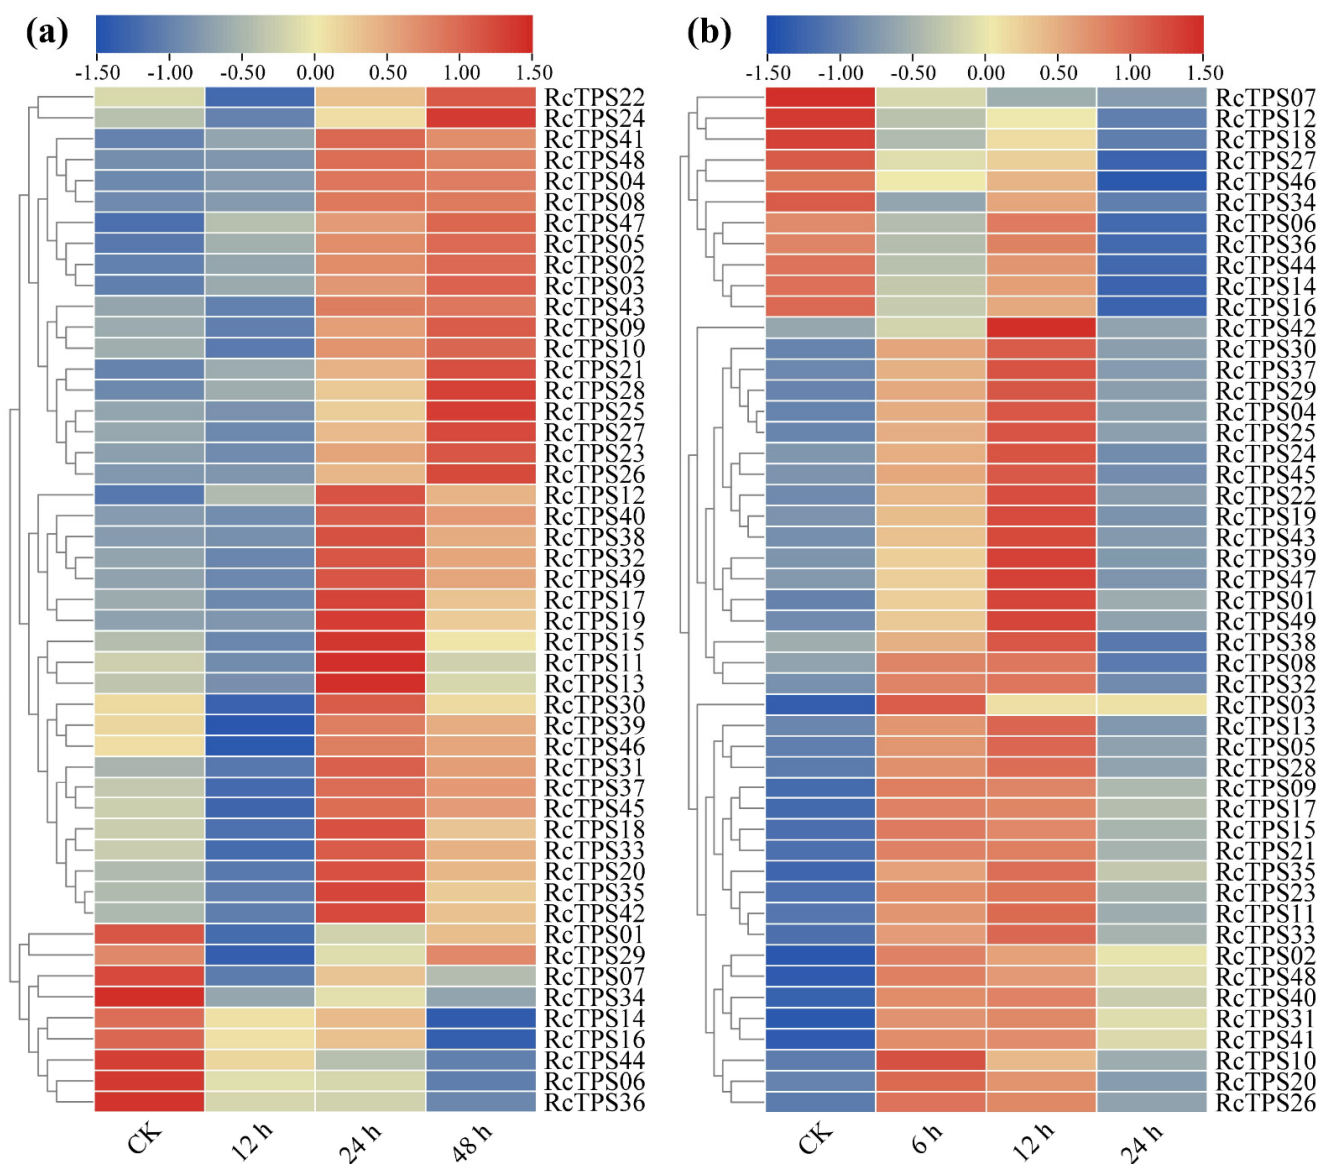 (a)
-1.50 -1.00 -0.50 0.00 0.50 1.00 1.50
RcTPS22
RcTPS24
RcTPS41
RcTPS48
RcTPS04
RcTPS08
RcTPS47
RcTPS05
RcTPS02
RcTPS03
RcTPS43
RcTPS09
RcTPS10
RcTPS21
RcTPS28
RcTPS25
RcTPS27
RcTPS23
RcTPS26
RcTPS12
RcTPS40
RcTPS38
RcTPS32
RcTPS49
RcTPS17
RcTPS19
RcTPS15
RcTPS11
RcTPS13
RcTPS30
RcTPS39
RcTPS46
RcTPS31
RcTPS37
RcTPS45
RcTPS18
RcTPS33
RcTPS20
RcTPS35
RcTPS42
RcTPS01
RcTPS29
RcTPS07
RcTPS34
RcTPS14
RcTPS16
RcTPS44
RcTPS06
RcTPS36
CK 12 h 24 h 48 h
(b)
-1.50 -1.00 -0.50 0.00 0.50 1.00 1.50
RcTPS07
RcTPS12
RcTPS18
RcTPS27
RcTPS46
RcTPS34
RcTPS06
RcTPS36
RcTPS44
RcTPS14
RcTPS16
RcTPS42
RcTPS30
RcTPS37
RcTPS29
RcTPS04
RcTPS25
RcTPS24
RcTPS45
RcTPS22
RcTPS19
RcTPS43
RcTPS39
RcTPS47
RcTPS01
RcTPS49
RcTPS38
RcTPS08
RcTPS32
RcTPS03
RcTPS13
RcTPS05
RcTPS28
RcTPS09
RcTPS17
RcTPS15
RcTPS21
RcTPS35
RcTPS23
RcTPS11
RcTPS33
RcTPS02
RcTPS48
RcTPS40
RcTPS31
RcTPS41
RcTPS10
RcTPS20
RcTPS26
CK 6 h 12 h 24 h